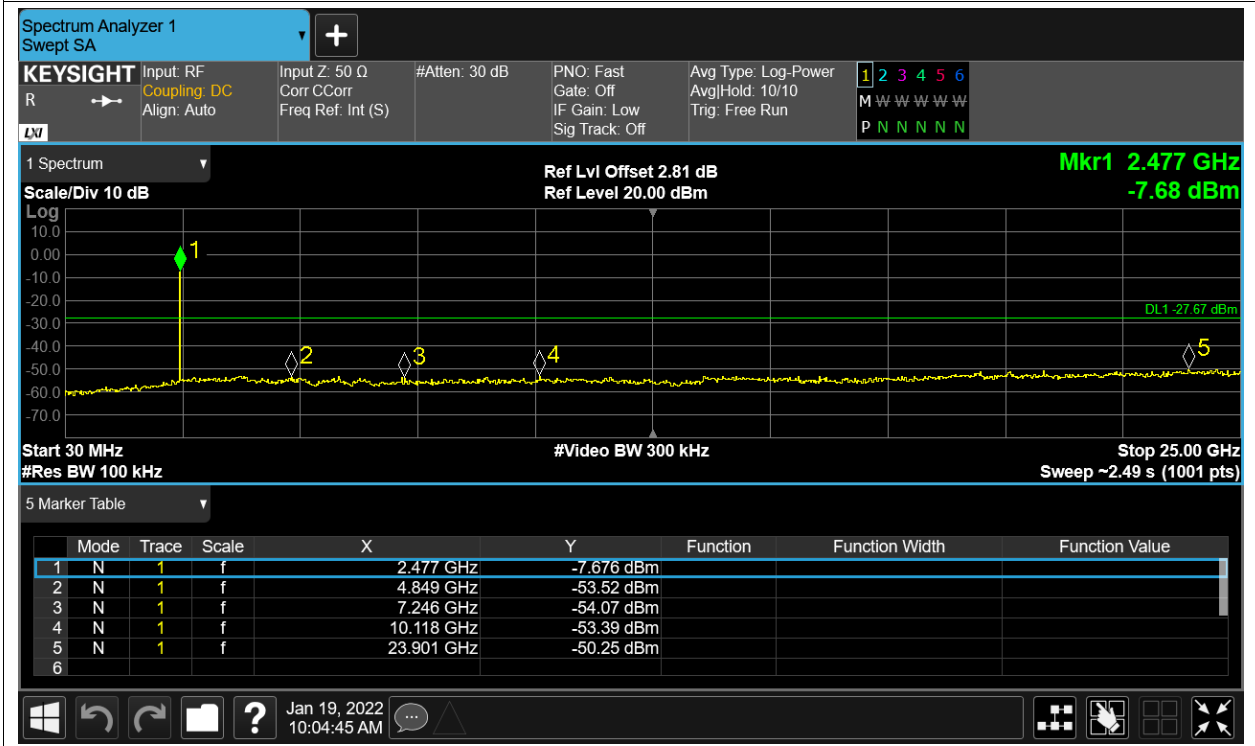 Spectrum Analyzer 1
Swept SA
+
KEYSIGHT
R
LXI
Input: RF
Coupling: DC
Align: Auto
Input Z: 50 Ω
Corr CCorr
Freq Ref: Int (S)
#Atten: 30 dB
PNO: Fast
Gate: Off
IF Gain: Low
Sig Track: Off
Avg Type: Log-Power
Avg|Hold: 10/10
Trig: Free Run
1 2 3 4 5 6
M W W W W W
P N N N N N
1 Spectrum
Scale/Div 10 dB
Ref Lvl Offset 2.81 dB
Ref Level 20.00 dBm
Mkr1 2.477 GHz
-7.68 dBm
Log
10.0
0.00
-10.0
-20.0
-30.0
-40.0
-50.0
-60.0
-70.0
1
2
3
4
5
DL1 -27.67 dBm
Start 30 MHz
#Res BW 100 kHz
#Video BW 300 kHz
Stop 25.00 GHz
Sweep ~2.49 s (1001 pts)
5 Marker Table
Mode Trace Scale X Y Function Function Width Function Value
1 N 1 f 2.477 GHz -7.676 dBm
2 N 1 f 4.849 GHz -53.52 dBm
3 N 1 f 7.246 GHz -54.07 dBm
4 N 1 f 10.118 GHz -53.39 dBm
5 N 1 f 23.901 GHz -50.25 dBm
6
?
Jan 19, 2022
10:04:45 AM